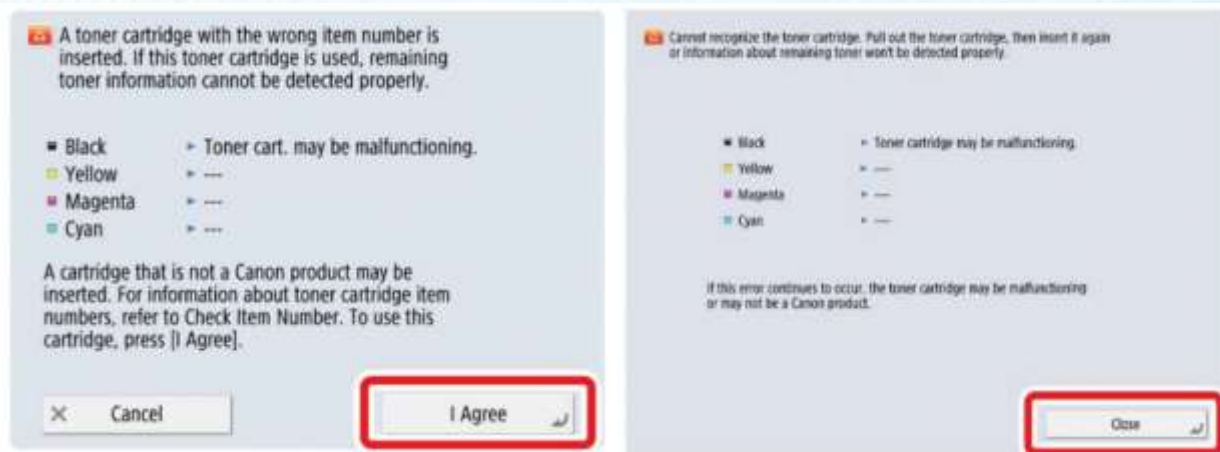 A toner cartridge with the wrong item number is
inserted. If this toner cartridge is used, remaining
toner information cannot be detected properly.
Black ▸ Toner cart. may be malfunctioning.
Yellow ▸ ---
Magenta ▸ ---
Cyan ▸ ---
A cartridge that is not a Canon product may be
inserted. For information about toner cartridge item
numbers, refer to Check Item Number. To use this
cartridge, press [I Agree].
Cancel
I Agree
Cannot recognize the toner cartridge. Pull out the toner cartridge, then insert it again
or information about remaining toner won't be detected properly.
Black ▸ Toner cartridge may be malfunctioning.
Yellow ▸ ---
Magenta ▸ ---
Cyan ▸ ---
If this error continues to occur, the toner cartridge may be malfunctioning
or may not be a Canon product.
Close